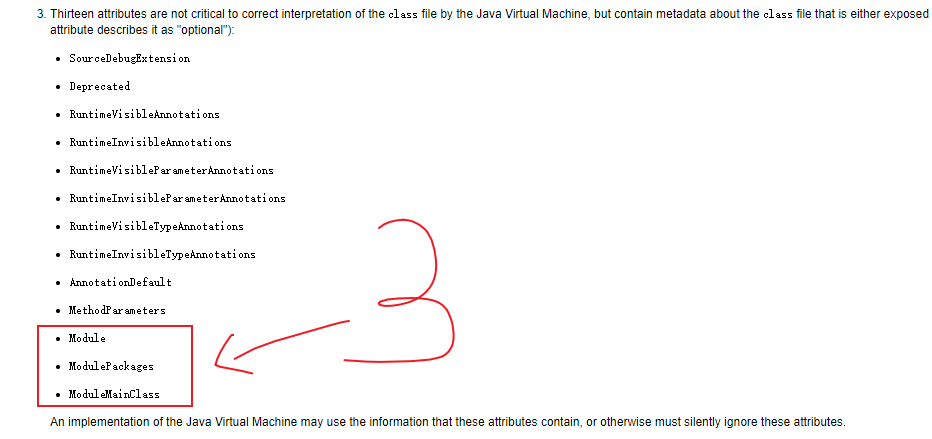 3. Thirteen attributes are not critical to correct interpretation of the class file by the Java Virtual Machine, but contain metadata about the class file that is either exposed
attribute describes it as "optional"):
• SourceDebugExtension
• Deprecated
• RuntimeVisibleAnnotations
• RuntimeInvisibleAnnotations
• RuntimeVisibleParameterAnnotations
• RuntimeInvisibleParameterAnnotations
• RuntimeVisibleTypeAnnotations
• RuntimeInvisibleTypeAnnotations
• AnnotationDefault
• MethodParameters
• Module
• ModulePackages
• ModuleMainClass
3
An implementation of the Java Virtual Machine may use the information that these attributes contain, or otherwise must silently ignore these attributes.